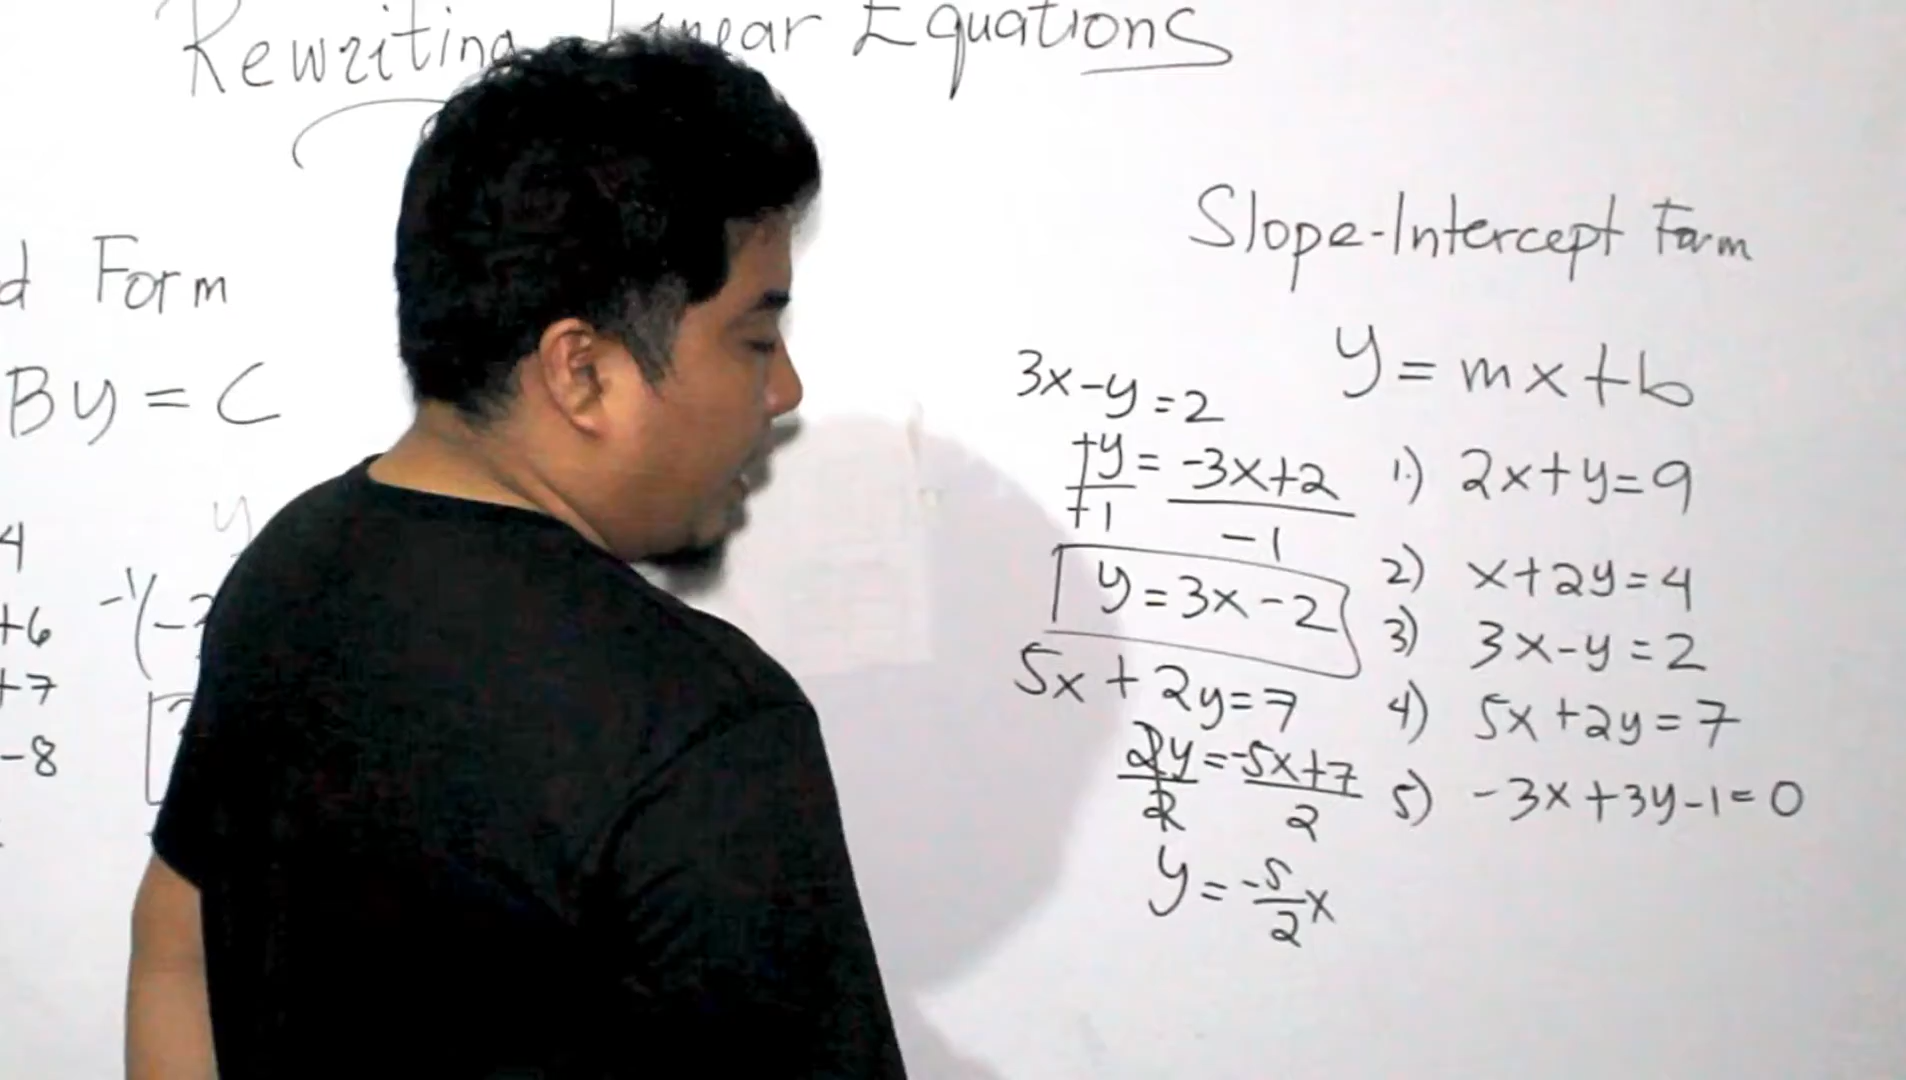 Rewriting Linear Equations
d Form
By = C
y
4
+6
+7
-8
-1(-
3x-y=2
+y = -3x+2
+1 -1
y=3x-2
5x+2y=7
2y=-5x+7
2 2
y=-5/2x
Slope-Intercept Form
y=mx+b
1.) 2x+y=9
2) x+2y=4
3) 3x-y=2
4) 5x+2y=7
5) -3x+3y-1=0